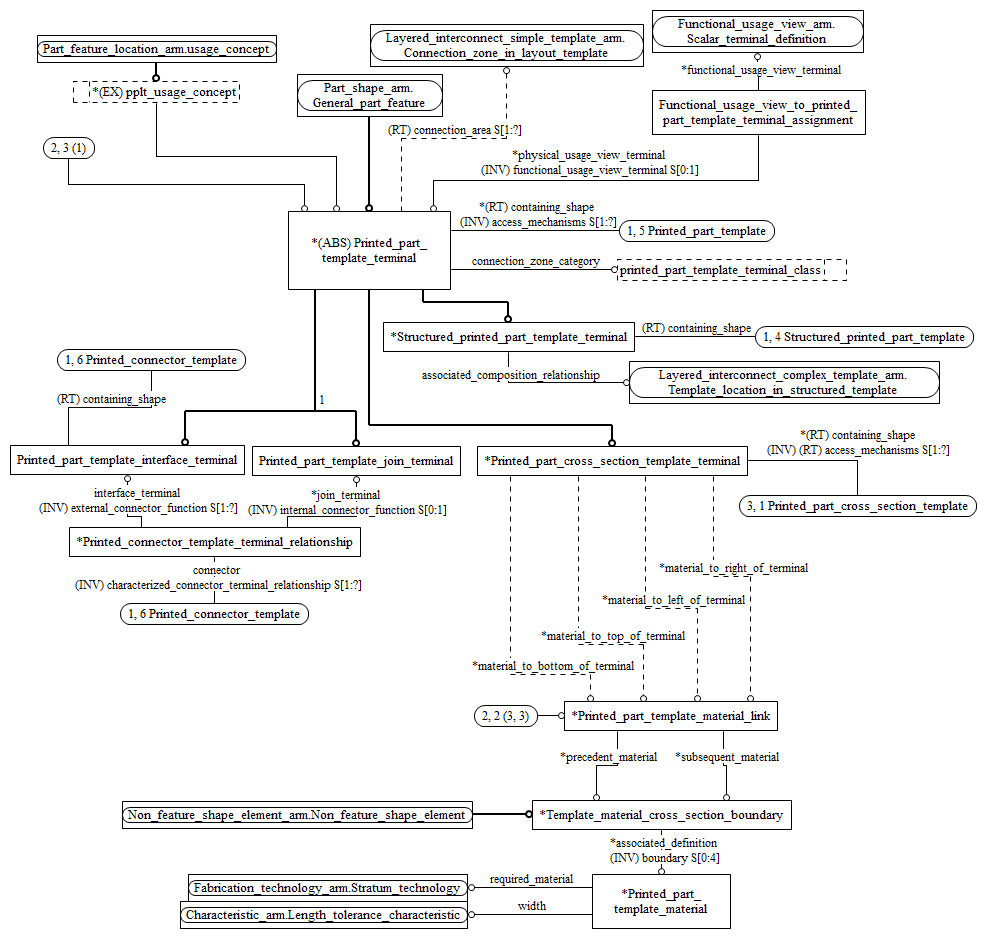 Part_feature_location_arm.usage_concept
Layered_interconnect_simple_template_arm.
Connection_zone_in_layout_template
Functional_usage_view_arm.
Scalar_terminal_definition
*functional_usage_view_terminal
*(EX) pplt_usage_concept
Part_shape_arm.
General_part_feature
Functional_usage_view_to_printed_
part_template_terminal_assignment
(RT) connection_area S[1:?]
2, 3 (1)
*physical_usage_view_terminal
(INV) functional_usage_view_terminal S[0:1]
*(RT) containing_shape
(INV) access_mechanisms S[1:?]
1, 5 Printed_part_template
*(ABS) Printed_part_
template_terminal
connection_zone_category
printed_part_template_terminal_class
*Structured_printed_part_template_terminal
(RT) containing_shape
1, 4 Structured_printed_part_template
1, 6 Printed_connector_template
associated_composition_relationship
Layered_interconnect_complex_template_arm.
Template_location_in_structured_template
(RT) containing_shape
1
*(RT) containing_shape
(INV) (RT) access_mechanisms S[1:?]
Printed_part_template_interface_terminal
Printed_part_template_join_terminal
*Printed_part_cross_section_template_terminal
interface_terminal
(INV) external_connector_function S[1:?]
*join_terminal
(INV) internal_connector_function S[0:1]
3, 1 Printed_part_cross_section_template
*Printed_connector_template_terminal_relationship
connector
(INV) characterized_connector_terminal_relationship S[1:?]
*material_to_right_of_terminal
1, 6 Printed_connector_template
*material_to_left_of_terminal
*material_to_top_of_terminal
*material_to_bottom_of_terminal
2, 2 (3, 3)
*Printed_part_template_material_link
*precedent_material
*subsequent_material
Non_feature_shape_element_arm.Non_feature_shape_element
*Template_material_cross_section_boundary
*associated_definition
(INV) boundary S[0:4]
Fabrication_technology_arm.Stratum_technology
required_material
*Printed_part_
template_material
Characteristic_arm.Length_tolerance_characteristic
width